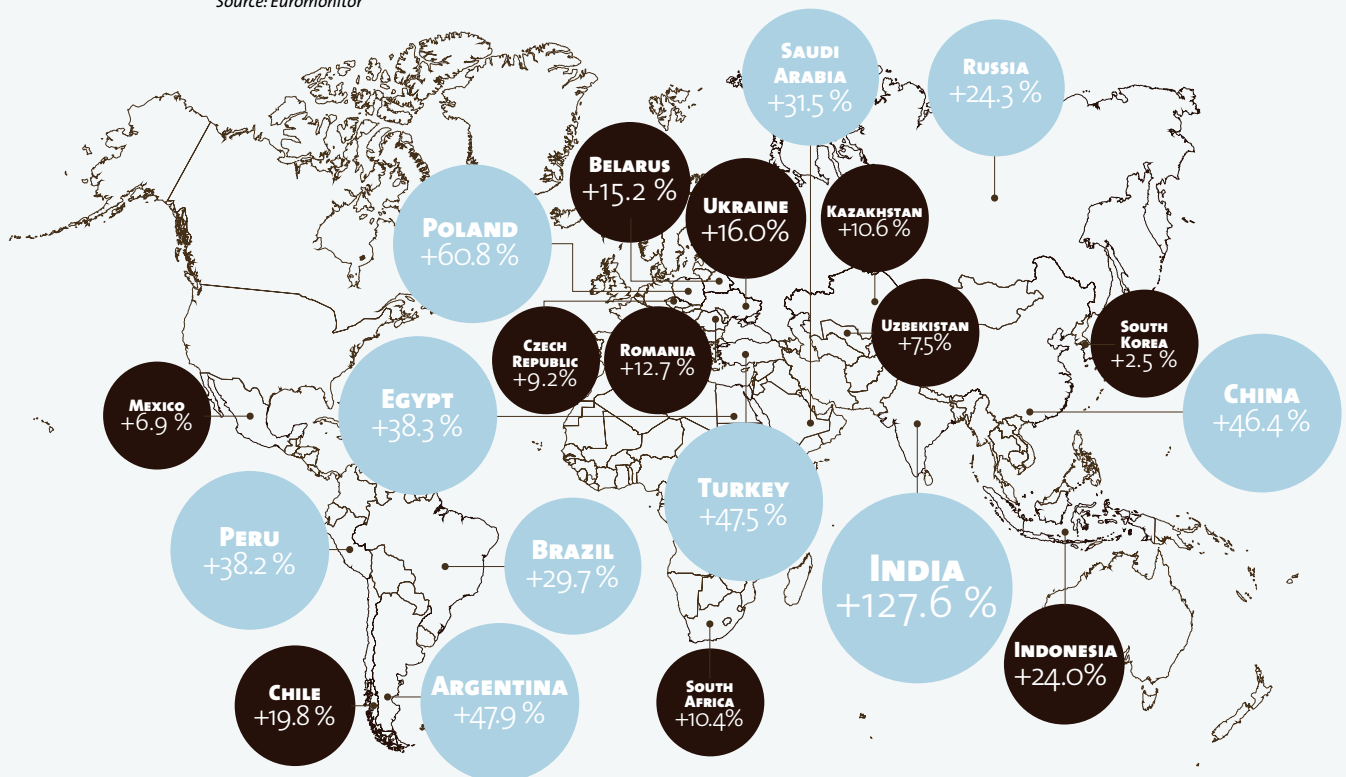 Source: Euromonitor
SAUDI
ARABIA
+31.5 %
RUSSIA
+24.3 %
BELARUS
+15.2 %
UKRAINE
+16.0%
KAZAKHSTAN
+10.6 %
POLAND
+60.8 %
CZECH
REPUBLIC
+9.2%
ROMANIA
+12.7 %
UZBEKISTAN
+7.5%
SOUTH
KOREA
+2.5 %
MEXICO
+6.9 %
EGYPT
+38.3 %
CHINA
+46.4 %
TURKEY
+47.5 %
PERU
+38.2 %
BRAZIL
+29.7 %
INDIA
+127.6 %
INDONESIA
+24.0%
CHILE
+19.8 %
ARGENTINA
+47.9 %
SOUTH
AFRICA
+10.4%